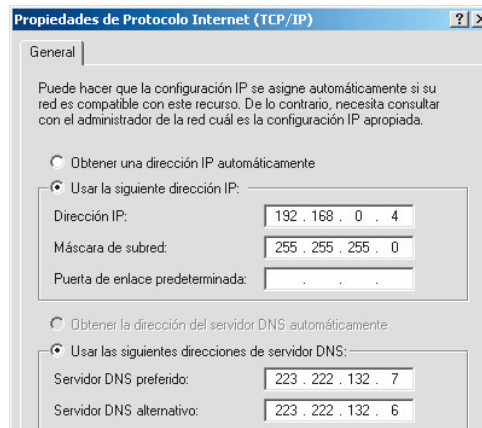 Propiedades de Protocolo Internet (TCP/IP)
General
Puede hacer que la configuración IP se asigne automáticamente si su
red es compatible con este recurso. De lo contrario, necesita consultar
con el administrador de la red cuál es la configuración IP apropiada.
Obtener una dirección IP automáticamente
Usar la siguiente dirección IP:
Dirección IP: 192 . 168 . 0 . 4
Máscara de subred: 255 . 255 . 255 . 0
Puerta de enlace predeterminada: . . .
Obtener la dirección del servidor DNS automáticamente
Usar las siguientes direcciones de servidor DNS:
Servidor DNS preferido: 223 . 222 . 132 . 7
Servidor DNS alternativo: 223 . 222 . 132 . 6